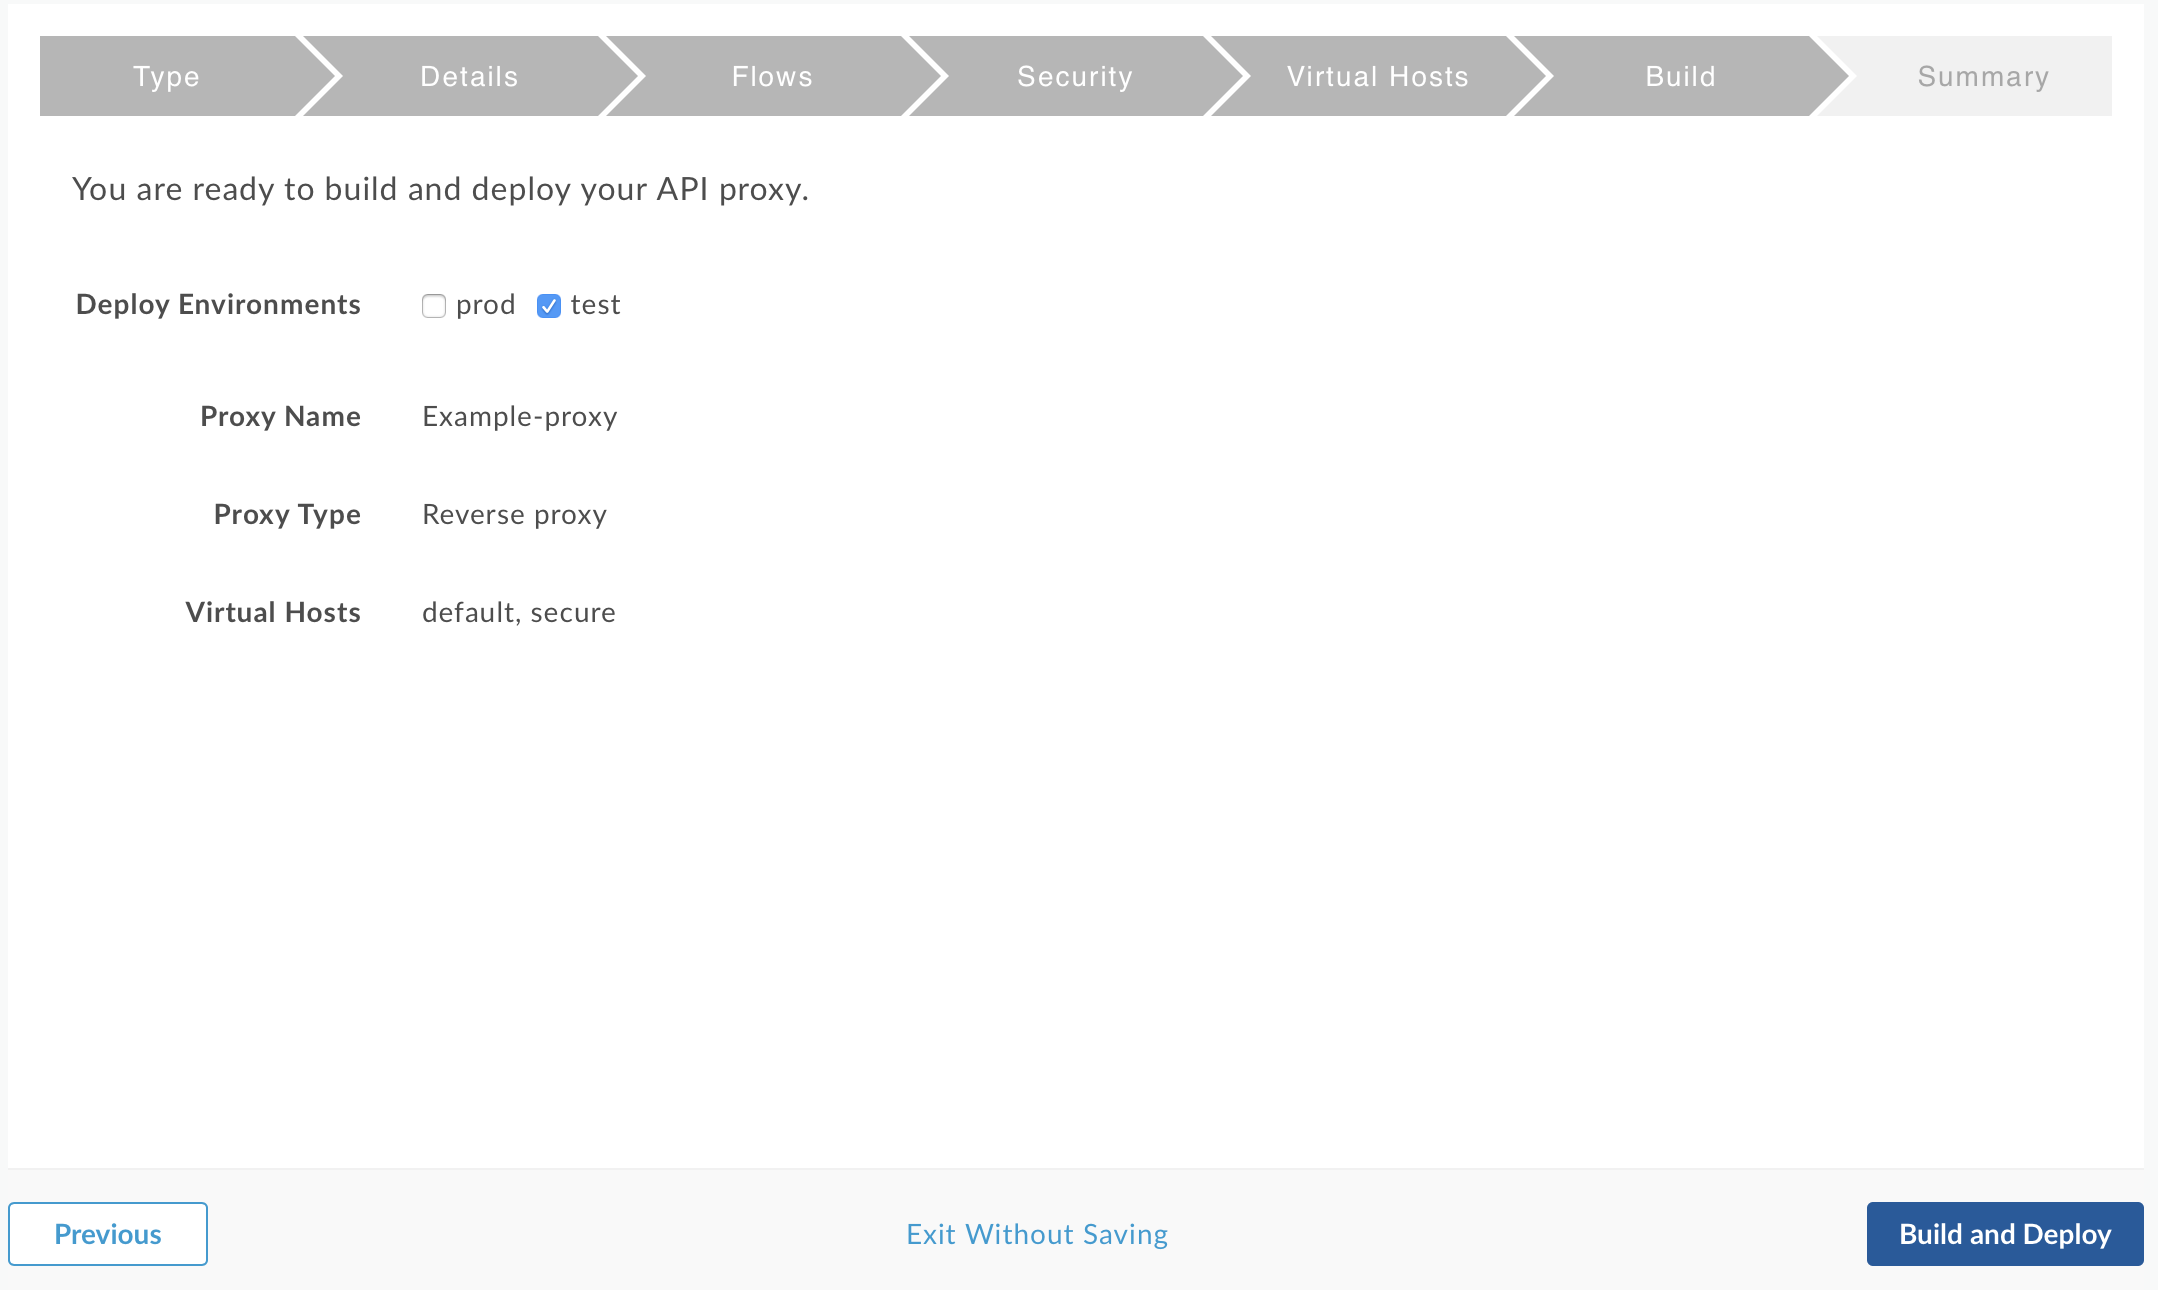 Type Details Flows Security Virtual Hosts Build Summary
You are ready to build and deploy your API proxy.
Deploy Environments prod test
Proxy Name Example-proxy
Proxy Type Reverse proxy
Virtual Hosts default, secure
Previous Exit Without Saving Build and Deploy